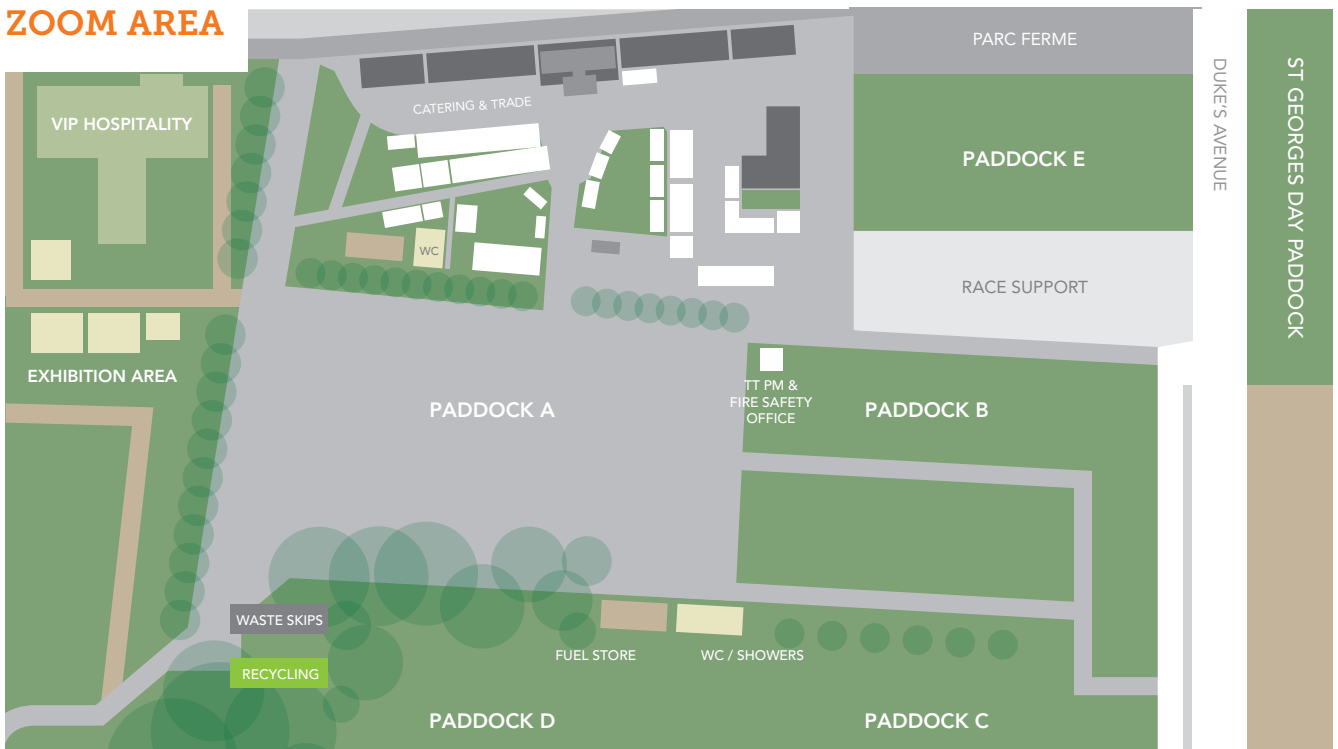 ZOOM AREA
PARC FERME
DUKE'S AVENUE
ST GEORGES DAY PADDOCK
CATERING & TRADE
VIP HOSPITALITY
PADDOCK E
WC
RACE SUPPORT
EXHIBITION AREA
PADDOCK A
TT PM &
FIRE SAFETY
OFFICE
PADDOCK B
WASTE SKIPS
FUEL STORE
WC / SHOWERS
RECYCLING
PADDOCK D
PADDOCK C